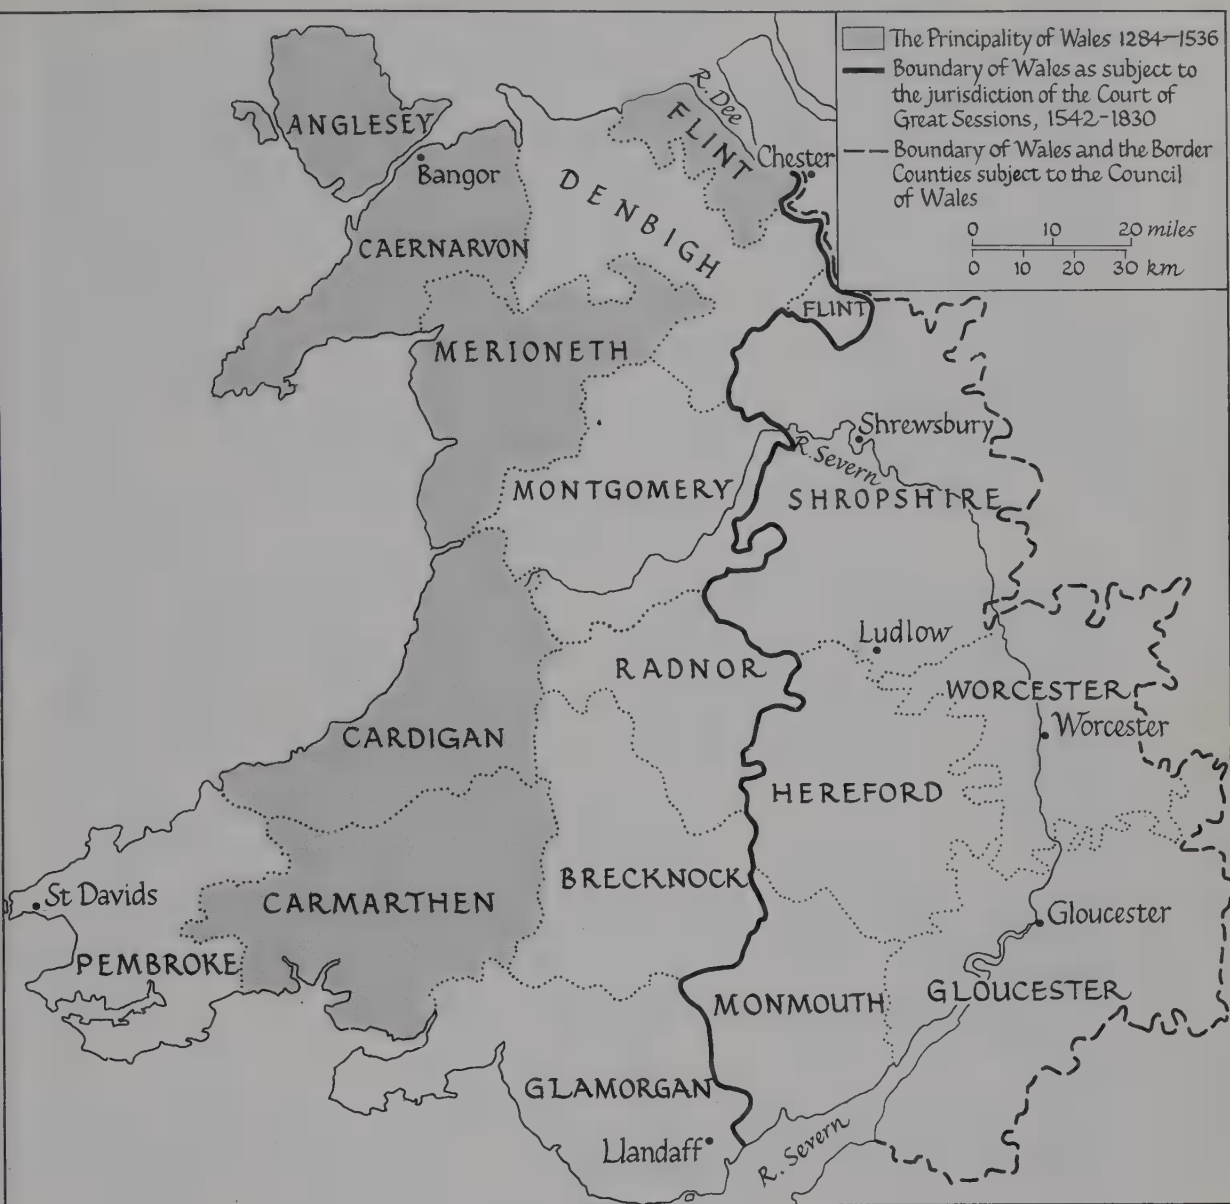 The Principality of Wales 1284–1536
Boundary of Wales as subject to
the jurisdiction of the Court of
Great Sessions, 1542–1830
Boundary of Wales and the Border
Counties subject to the Council
of Wales
0 10 20 miles
0 10 20 30 km
R. Dee
ANGLESEY
FLINT
Chester
Bangor
DENBIGH
CAERNARVON
FLINT
MERIONETH
Shrewsbury
R. Severn
MONTGOMERY
SHROPSHIRE
Ludlow
RADNOR
WORCESTER
Worcester
CARDIGAN
HEREFORD
BRECKNOCK
St Davids
CARMARTHEN
Gloucester
PEMBROKE
GLOUCESTER
MONMOUTH
GLAMORGAN
Llandaff
R. Severn